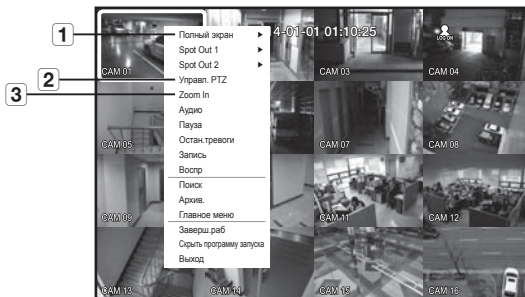 1
Полный экран
4-01-01 01:10:25
LOG ON
Spot Out 1
Spot Out 2
CAM 01
CAM 03
CAM 04
2
Управл. PTZ
3
Zoom In
Аудио
Пауза
Остан.тревоги
CAM 05
CAM 07
CAM 08
Запись
Воспр
Поиск
Архив.
Главное меню
CAM 09
CAM 11
CAM 12
Заверш.раб
Скрыть программу запуска
Выход
CAM 13
CAM 14
CAM 15
CAM 16